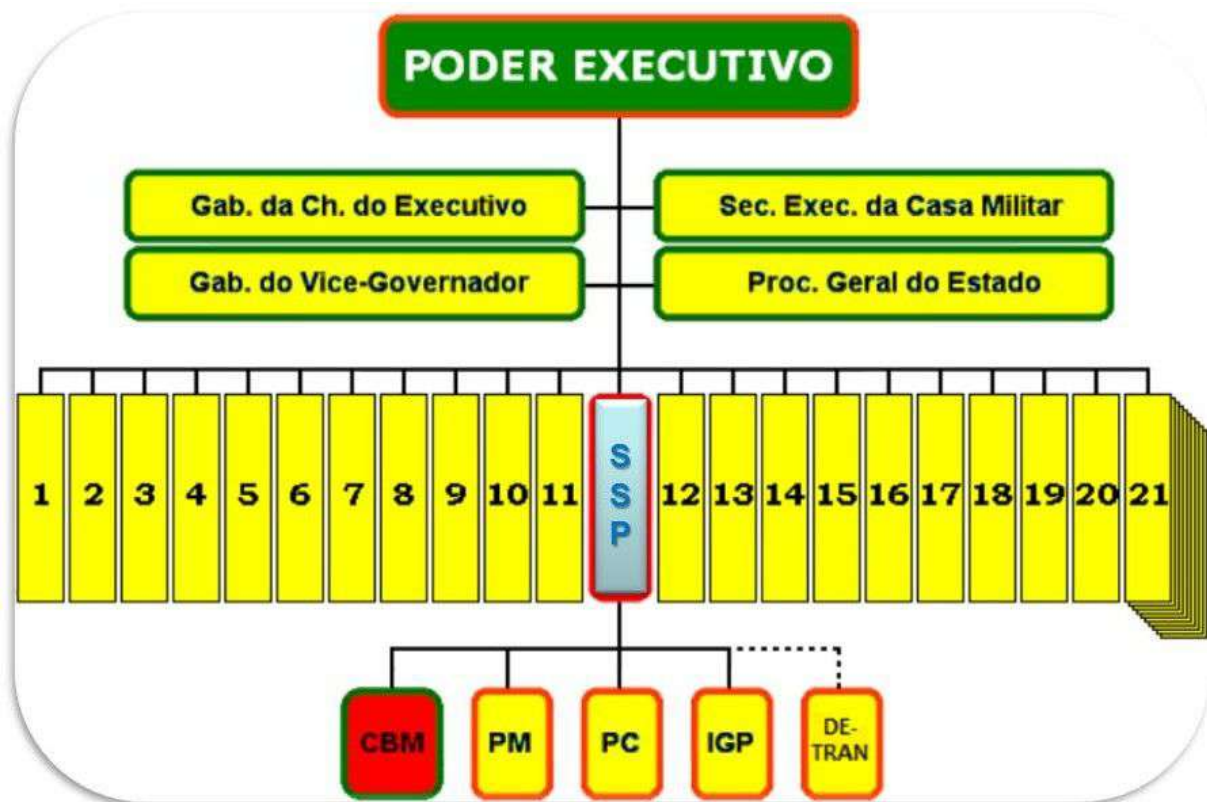 PODER EXECUTIVO
Gab. da Ch. do Executivo
Sec. Exec. da Casa Militar
Gab. do Vice-Governador
Proc. Geral do Estado
1 2 3 4 5 6 7 8 9 10 11
S
S
P
12 13 14 15 16 17 18 19 20 21
CBM
PM
PC
IGP
DE-
TRAN